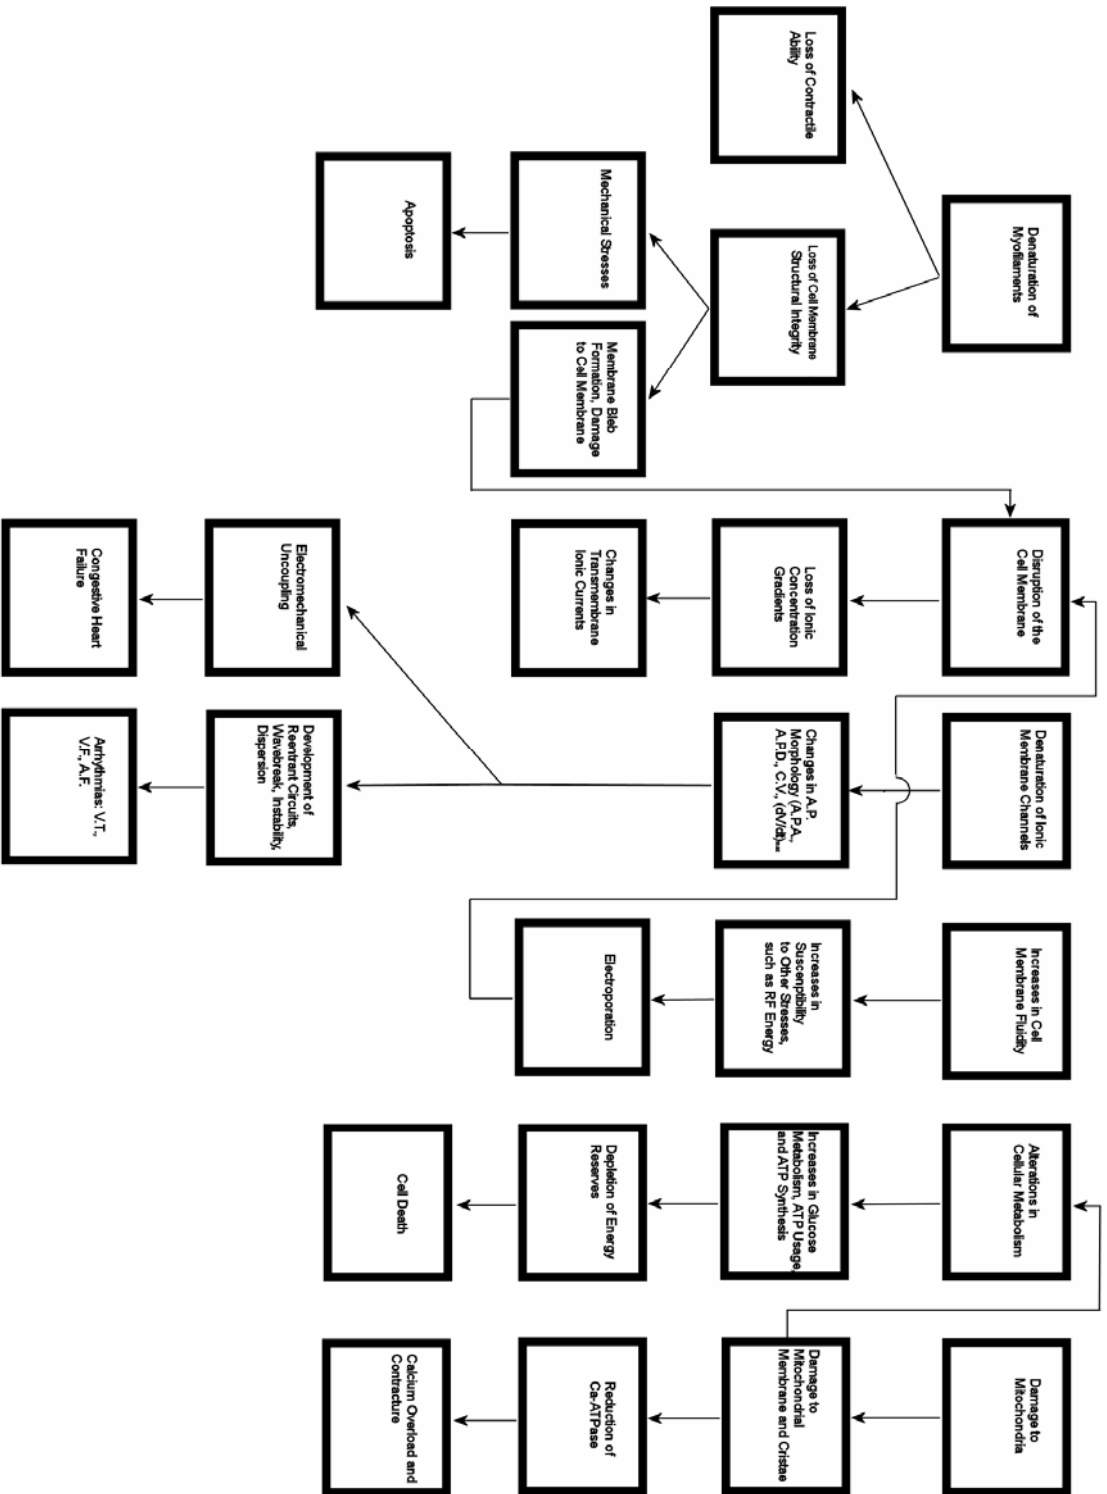 Denaturation of
Myofilaments
Disruption of the
Cell Membrane
Denaturation of Ionic
Membrane Channels
Increases in Cell
Membrane Fluidity
Alterations in
Cellular Metabolism
Damage to
Mitochondria
Loss of Contractile
Ability
Loss of Cell Membrane
Structural Integrity
Loss of Ionic
Concentration
Gradients
Changes in A.P.
Morphology (A.P.A.,
A.P.D., C.V., (dV/dt)max
Increases in
Suscenptibility
to Other Stresses,
such as RF Energy
Increases in Glucose
Metabolism, ATP Usage,
and ATP Synthesis
Damage to
Mitochondrial
Membrane and Cristae
Mechanical Stresses
Membrane Bleb
Formation, Damage
to Cell Membrane
Changes in
Transmembrane
Ionic Currents
Electroporation
Depletion of Energy
Reserves
Reduction of
Ca-ATPase
Apoptosis
Cell Death
Calcium Overload and
Contracture
Electromechanical
Uncoupling
Development of
Reentrant Circuits,
Wavebreak, Instability,
Dispersion
Congestive Heart
Failure
Arrhythmias: V.T.,
V.F., A.F.